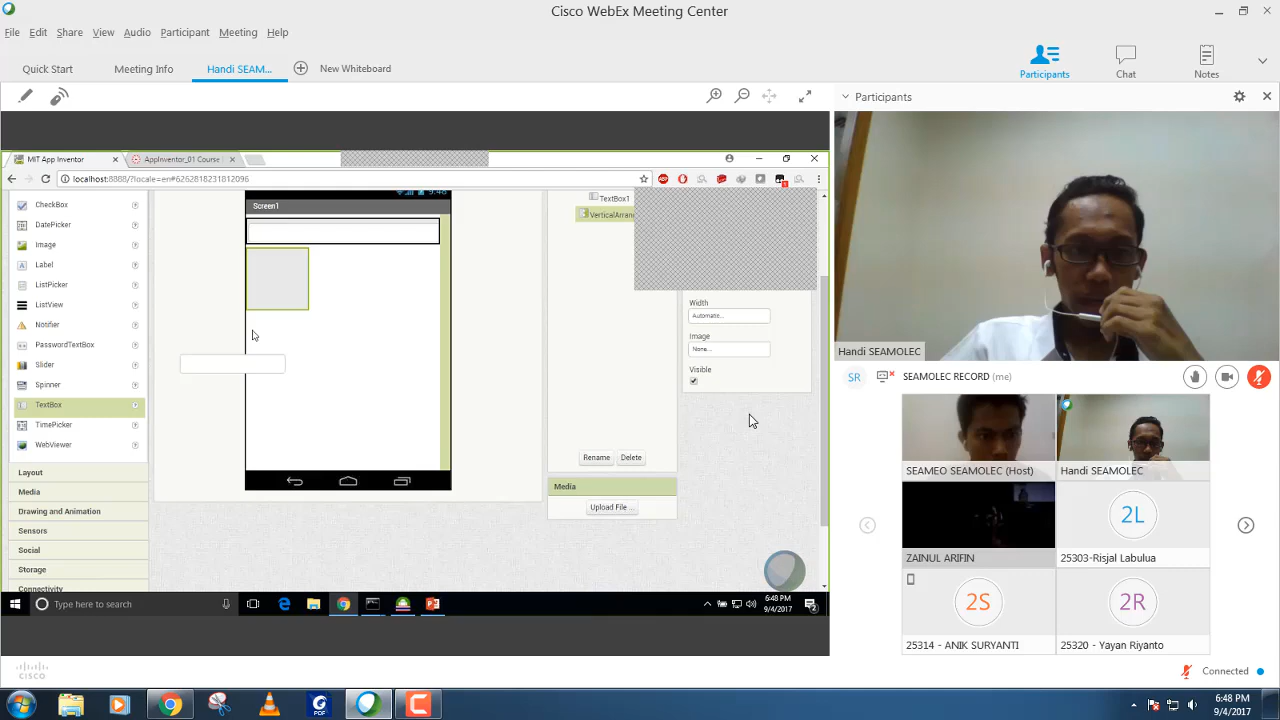 Cisco WebEx Meeting Center
File Edit Share View Audio Participant Meeting Help
Quick Start Meeting Info Handi SEAM... New Whiteboard
Participants Chat Notes
Participants
MIT App Inventor AppInventor_01 Course
localhost:8888/?locale=en#6262818231812096
CheckBox
DatePicker
Image
Label
ListPicker
ListView
Notifier
PasswordTextBox
Slider
Spinner
TextBox
TimePicker
WebViewer
Layout
Media
Drawing and Animation
Sensors
Social
Storage
Connectivity
9:48
Screen1
TextBox1
VerticalArran
Rename Delete
Media
Upload File ...
Width
Automatic...
Image
None...
Visible
Type here to search
6:48 PM
9/4/2017
Handi SEAMOLEC
SR SEAMOLEC RECORD (me)
SEAMEO SEAMOLEC (Host)
Handi SEAMOLEC
ZAINUL ARIFIN
2L
25303-Risjal Labulua
2S
25314 - ANIK SURYANTI
2R
25320 - Yayan Riyanto
CISCO
Connected
PDF
6:48 PM
9/4/2017